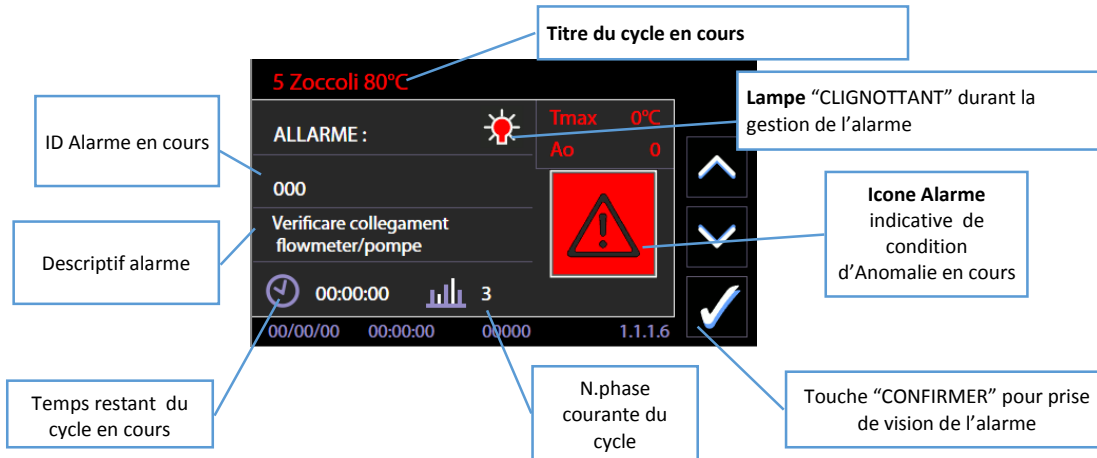 Titre du cycle en cours
5 Zoccoli 80°C
Lampe “CLIGNOTTANT” durant la
gestion de l’alarme
ID Alarme en cours
ALLARME :
Tmax 0°C
Ao 0
000
Icone Alarme
indicative de
condition
d’Anomalie en cours
Verificare collegament
flowmeter/pompe
Descriptif alarme
00:00:00 3
00/00/00 00:00:00 00000 1.1.1.6
Temps restant du
cycle en cours
N.phase
courante du
cycle
Touche “CONFIRMER” pour prise
de vision de l’alarme